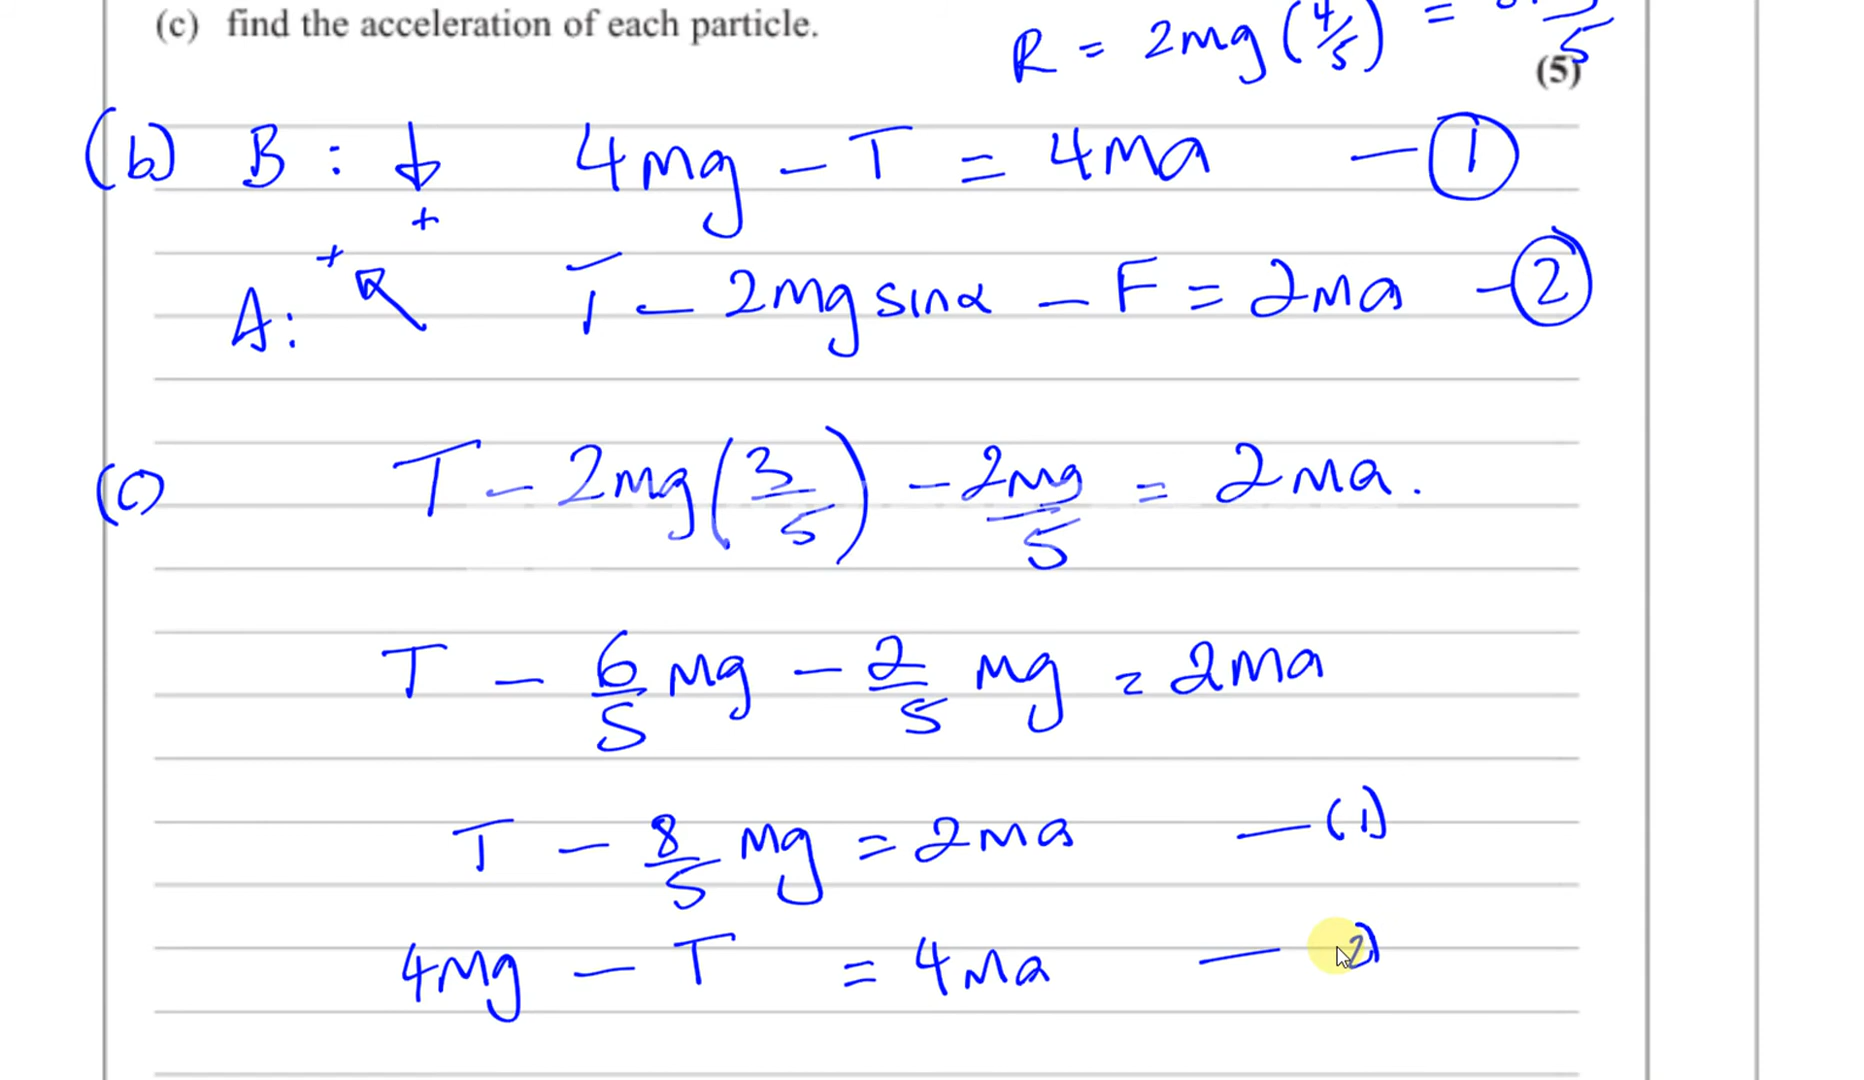 (c) find the acceleration of each particle.
R = 2mg(4/5) =
5
(5)
(b) B : ↓ 4mg - T = 4ma - ①
+
A: + ↖ T - 2mg sinα - F = 2ma - ②
(c) T - 2mg(3/5) - 2mg/5 = 2ma.
T - 6/5 mg - 2/5 mg = 2ma
T - 8/5 mg = 2ma - (1)
4mg - T = 4ma - 2)